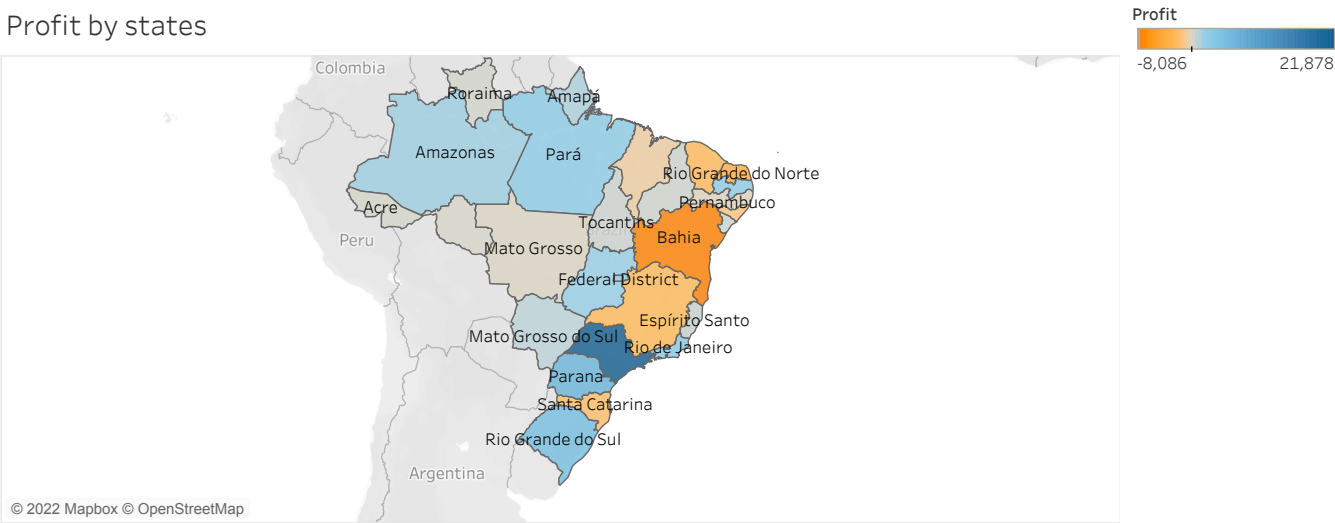 Profit by states
Profit
-8,086
21,878
Colombia
Roraima
Amapá
Amazonas
Pará
Rio Grande do Norte
Pernambuco
Acre
Tocantins
Peru
Mato Grosso
Bahia
Federal District
Espírito Santo
Mato Grosso do Sul
Rio de Janeiro
Parana
Santa Catarina
Rio Grande do Sul
Argentina
© 2022 Mapbox © OpenStreetMap